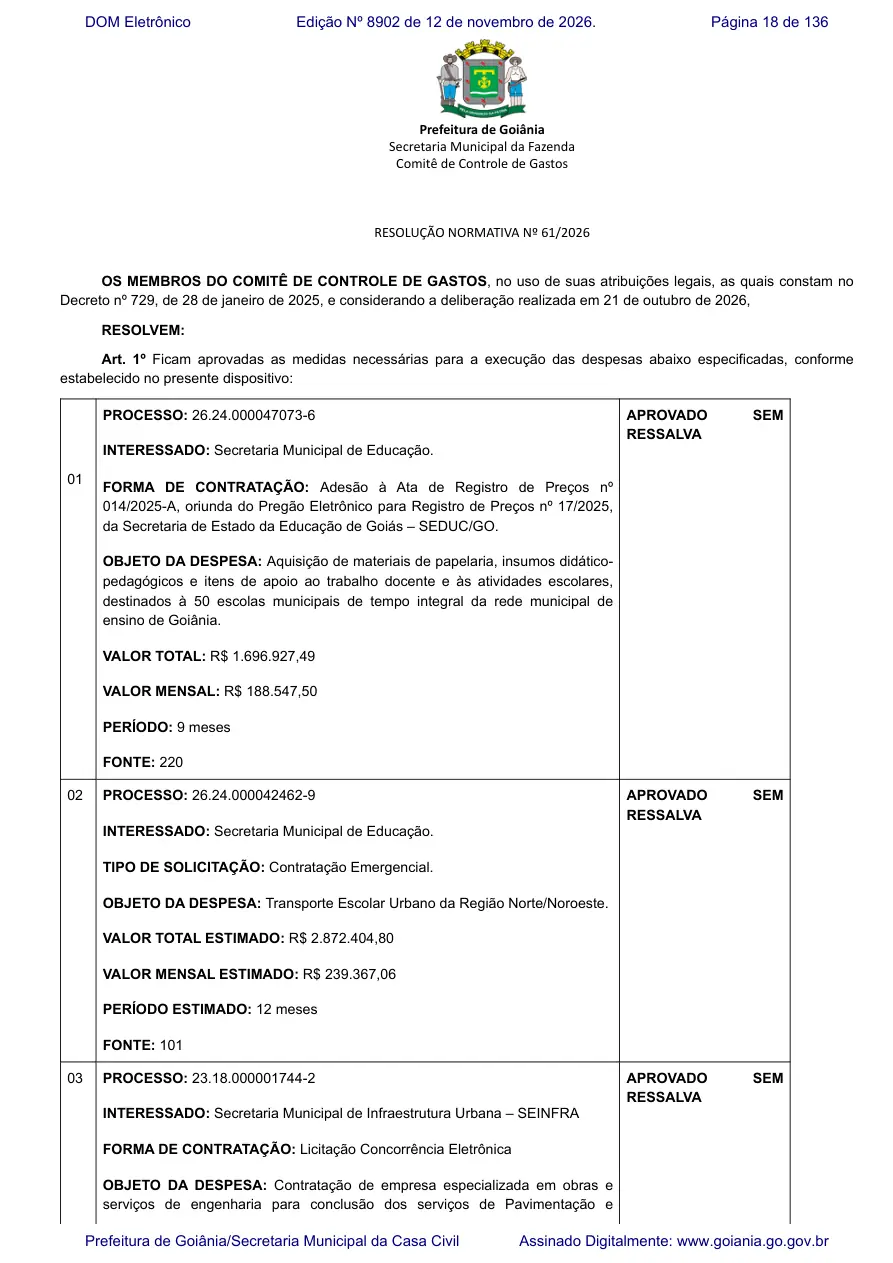 DOM Eletrônico Edição Nº 8902 de 12 de novembro de 2026. Página 18 de 136
Prefeitura de Goiânia
Secretaria Municipal da Fazenda
Comitê de Controle de Gastos
RESOLUÇÃO NORMATIVA Nº 61/2026
OS MEMBROS DO COMITÊ DE CONTROLE DE GASTOS, no uso de suas atribuições legais, as quais constam no
Decreto nº 729, de 28 de janeiro de 2025, e considerando a deliberação realizada em 21 de outubro de 2026,
RESOLVEM:
Art. 1º Ficam aprovadas as medidas necessárias para a execução das despesas abaixo especificadas, conforme
estabelecido no presente dispositivo:
01
PROCESSO: 26.24.000047073-6
INTERESSADO: Secretaria Municipal de Educação.
FORMA DE CONTRATAÇÃO: Adesão à Ata de Registro de Preços nº
014/2025-A, oriunda do Pregão Eletrônico para Registro de Preços nº 17/2025,
da Secretaria de Estado da Educação de Goiás – SEDUC/GO.
OBJETO DA DESPESA: Aquisição de materiais de papelaria, insumos didático-
pedagógicos e itens de apoio ao trabalho docente e às atividades escolares,
destinados à 50 escolas municipais de tempo integral da rede municipal de
ensino de Goiânia.
VALOR TOTAL: R$ 1.696.927,49
VALOR MENSAL: R$ 188.547,50
PERÍODO: 9 meses
FONTE: 220
APROVADO SEM
RESSALVA
02
PROCESSO: 26.24.000042462-9
INTERESSADO: Secretaria Municipal de Educação.
TIPO DE SOLICITAÇÃO: Contratação Emergencial.
OBJETO DA DESPESA: Transporte Escolar Urbano da Região Norte/Noroeste.
VALOR TOTAL ESTIMADO: R$ 2.872.404,80
VALOR MENSAL ESTIMADO: R$ 239.367,06
PERÍODO ESTIMADO: 12 meses
FONTE: 101
APROVADO SEM
RESSALVA
03
PROCESSO: 23.18.000001744-2
INTERESSADO: Secretaria Municipal de Infraestrutura Urbana – SEINFRA
FORMA DE CONTRATAÇÃO: Licitação Concorrência Eletrônica
OBJETO DA DESPESA: Contratação de empresa especializada em obras e
serviços de engenharia para conclusão dos serviços de Pavimentação e
APROVADO SEM
RESSALVA
Prefeitura de Goiânia/Secretaria Municipal da Casa Civil Assinado Digitalmente: www.goiania.go.gov.br